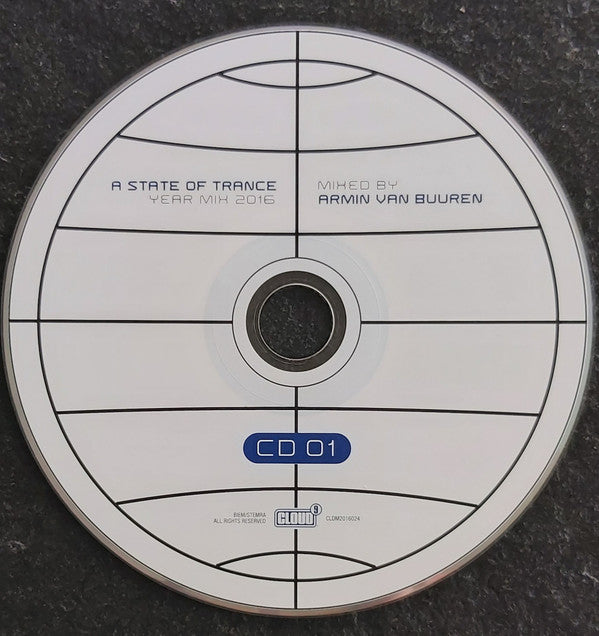 A STATE OF TRANCE
YEAR MIX 2016
MIXED BY
ARMIN VAN BUUREN
CD 01
BIEM/STEMRA
ALL RIGHTS RESERVED
CLOUD 9
CLDM2016024